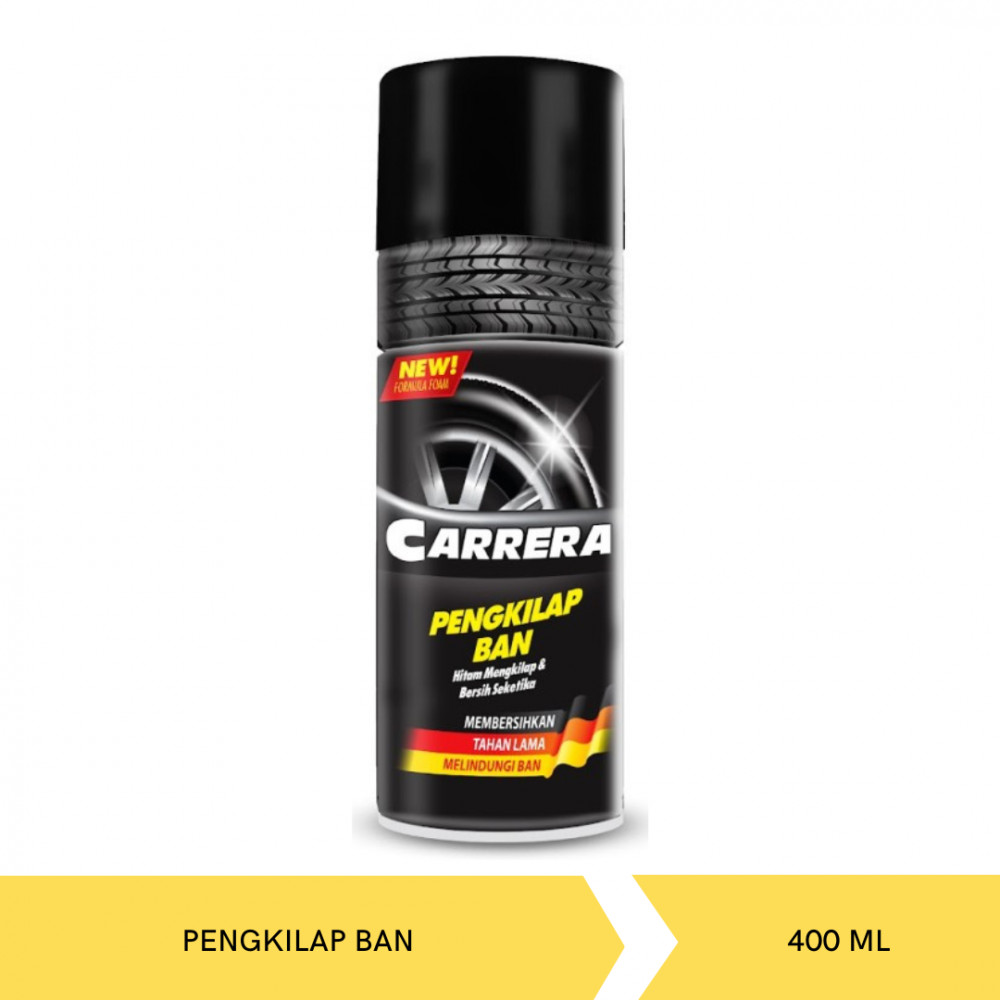 NEW!
FORMULA FOAM
CARRERA
PENGKILAP
BAN
Hitam Mengkilap &
Bersih Seketika
MEMBERSIHKAN
TAHAN LAMA
MELINDUNGI BAN
PENGKILAP BAN
400 ML